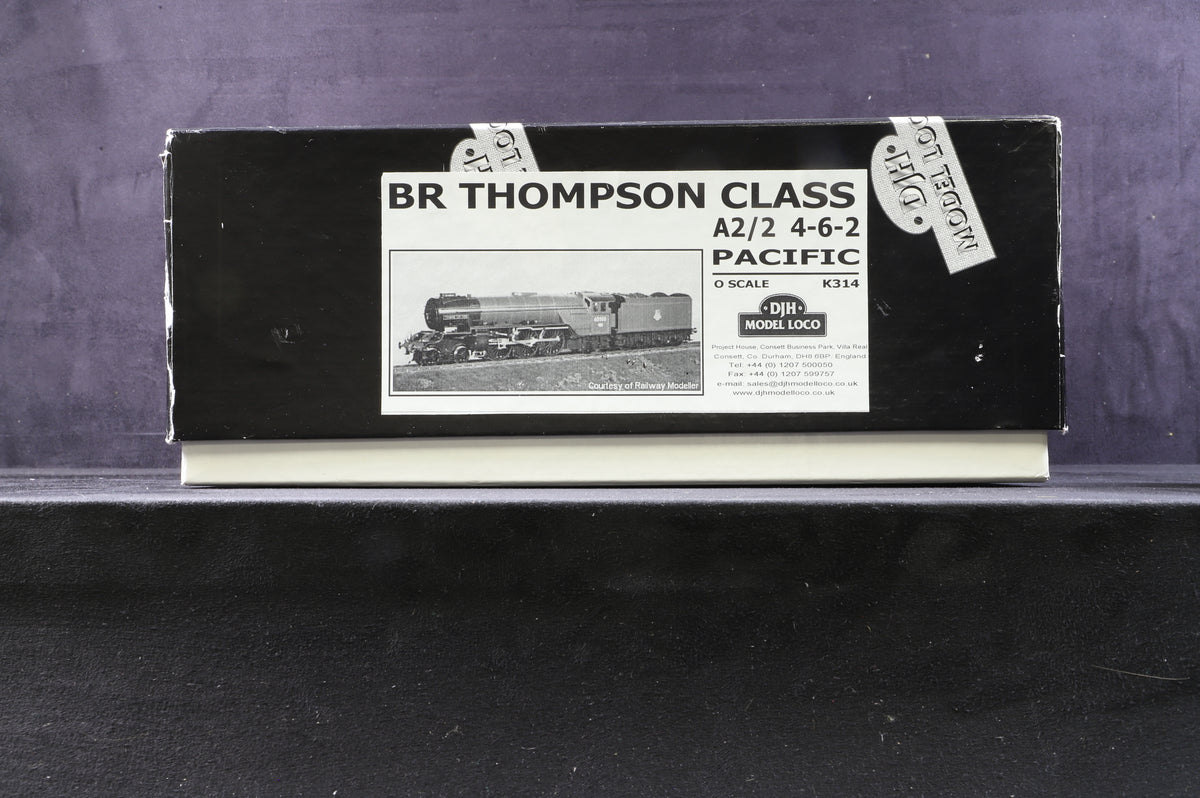 BR THOMPSON CLASS
A2/2 4-6-2
PACIFIC
O SCALE K314
DJH
MODEL LOCO
Project House, Consett Business Park, Villa Real
Consett, Co. Durham, DH8 6BP. England
Tel: +44 (0) 1207 500050
Fax: +44 (0) 1207 599757
e-mail: sales@djhmodelloco.co.uk
www.djhmodelloco.co.uk
Courtesy of Railway Modeller
DJH
MODEL LOC